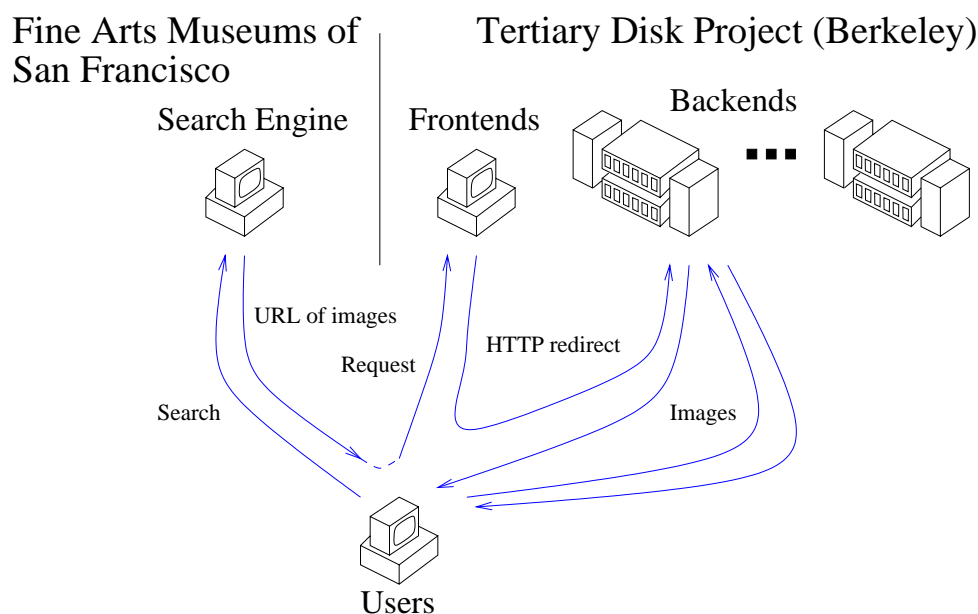 Fine Arts Museums of
San Francisco
Tertiary Disk Project (Berkeley)
Search Engine
Frontends
Backends
URL of images
Request
HTTP redirect
Search
Images
Users